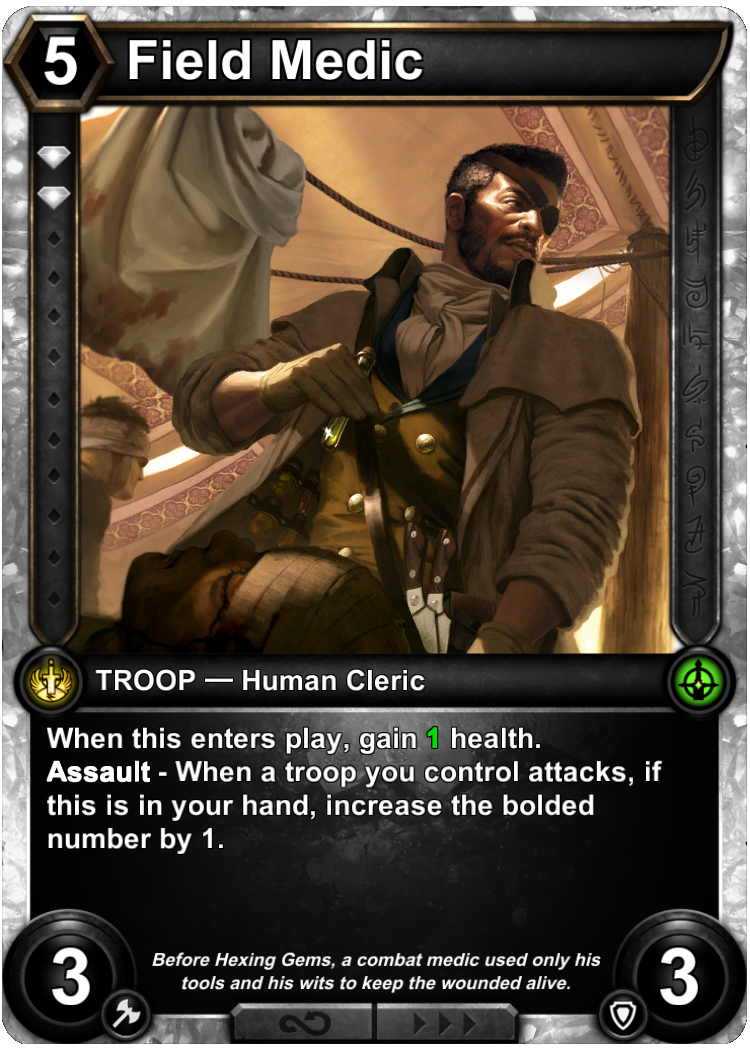 5 Field Medic
TROOP — Human Cleric
When this enters play, gain 1 health.
Assault - When a troop you control attacks, if
this is in your hand, increase the bolded
number by 1.
Before Hexing Gems, a combat medic used only his
tools and his wits to keep the wounded alive.
3 3